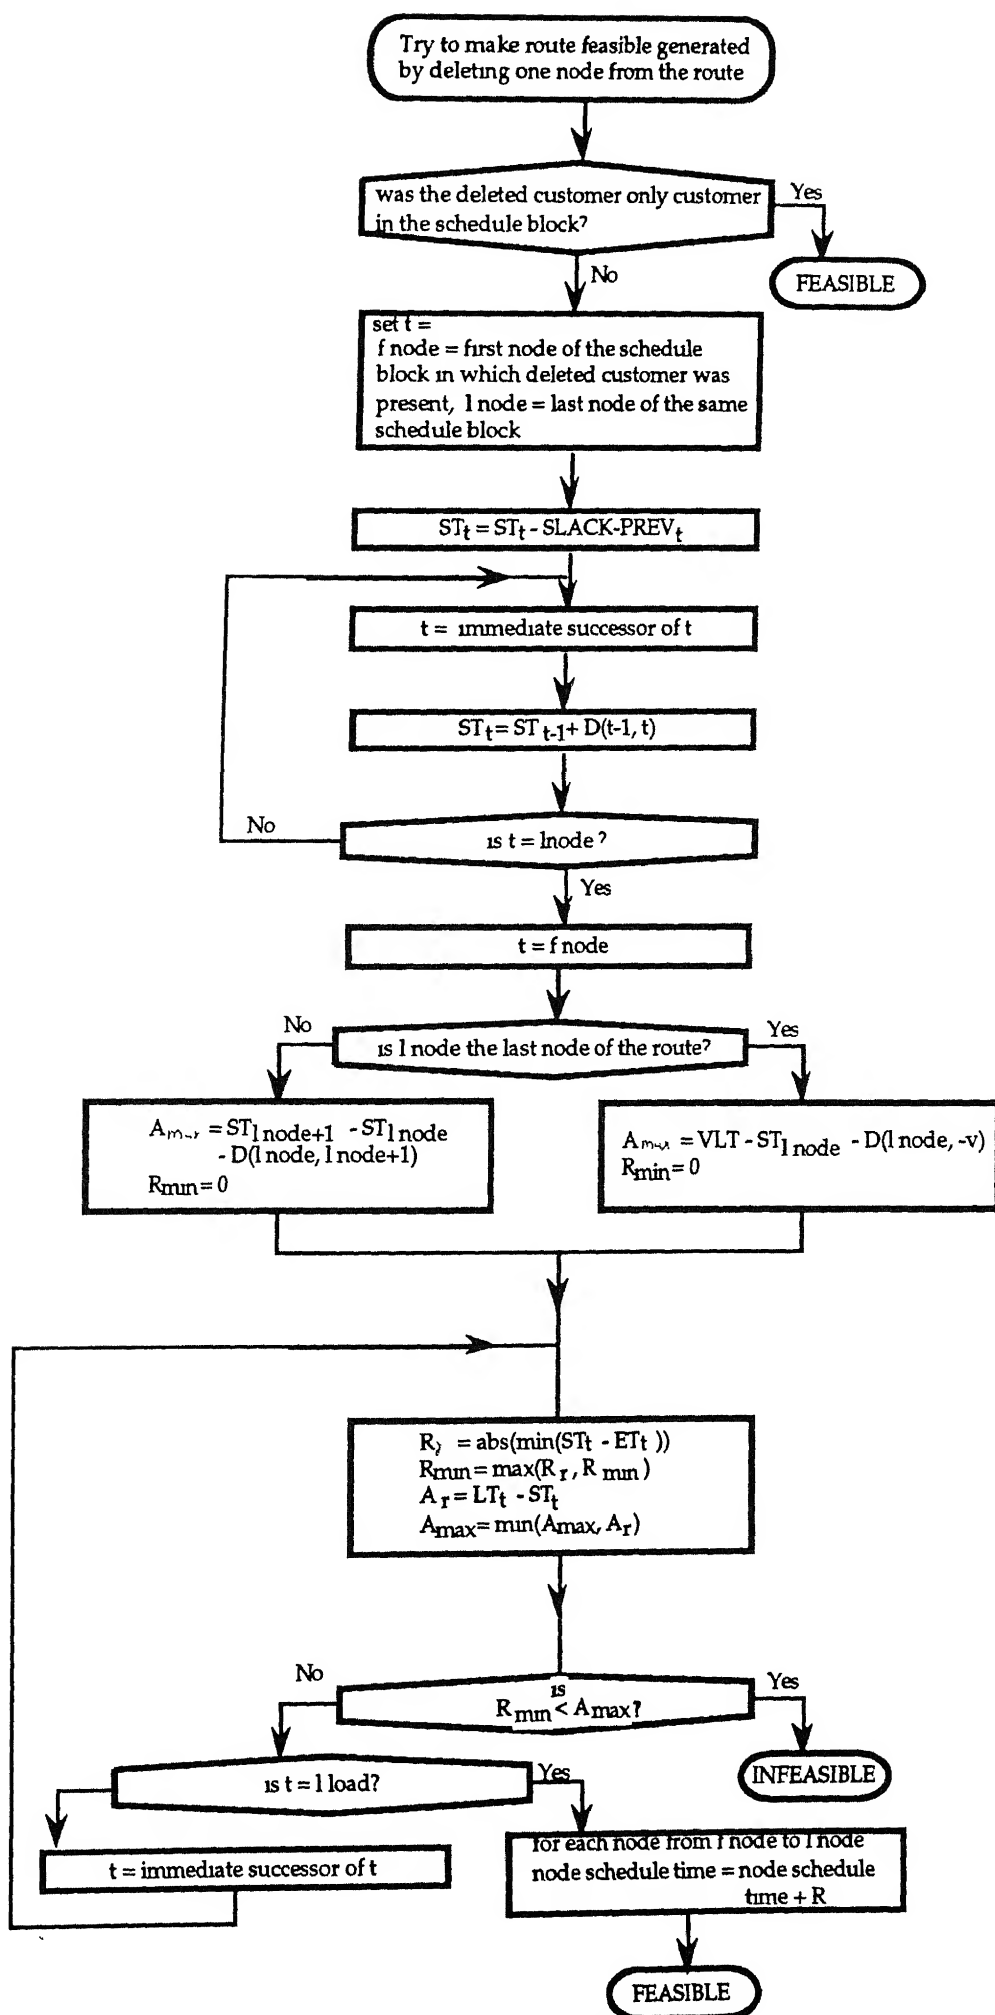 Try to make route feasible generated
by deleting one node from the route
was the deleted customer only customer
in the schedule block?
Yes
FEASIBLE
No
set t =
f node = first node of the schedule
block in which deleted customer was
present, l node = last node of the same
schedule block
STt = STt - SLACK-PREVt
t = immediate successor of t
STt = ST t-1 + D(t-1, t)
No
is t = lnode ?
Yes
t = f node
No
is l node the last node of the route?
Yes
= STl node+1 - STl node
- D(l node, l node+1)
Rmin = 0
= VLT - STl node - D(l node, -v)
Rmin = 0
= abs(min(STt - ETt ))
Rmin = max(Rr , R min)
A r = LTt - STt
Amax = min(Amax, Ar)
No
is
Rmin < Amax?
Yes
INFEASIBLE
is t = l load?
Yes
t = immediate successor of t
for each node from f node to l node
node schedule time = node schedule
time + R
FEASIBLE